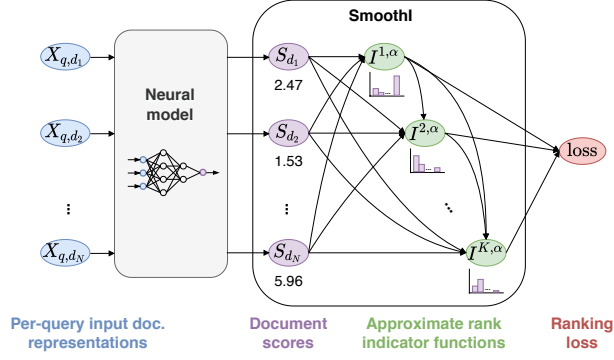 SmoothI
X_{q,d_1}
S_{d_1}
I^{1,α}
2.47
Neural
model
X_{q,d_2}
S_{d_2}
I^{2,α}
1.53
loss
...
...
...
X_{q,d_N}
S_{d_N}
I^{K,α}
5.96
Per-query input doc.
representations
Document
scores
Approximate rank
indicator functions
Ranking
loss